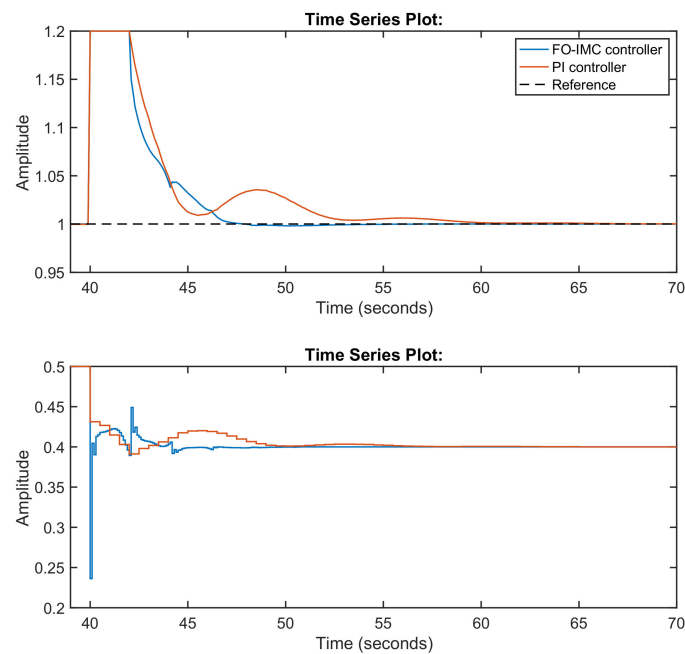 Time Series Plot:
1.2
1.15
1.1
1.05
1
0.95
Amplitude
FO-IMC controller
PI controller
Reference
40 45 50 55 60 65 70
Time (seconds)
Time Series Plot:
0.5
0.45
0.4
0.35
0.3
0.25
0.2
Amplitude
40 45 50 55 60 65 70
Time (seconds)